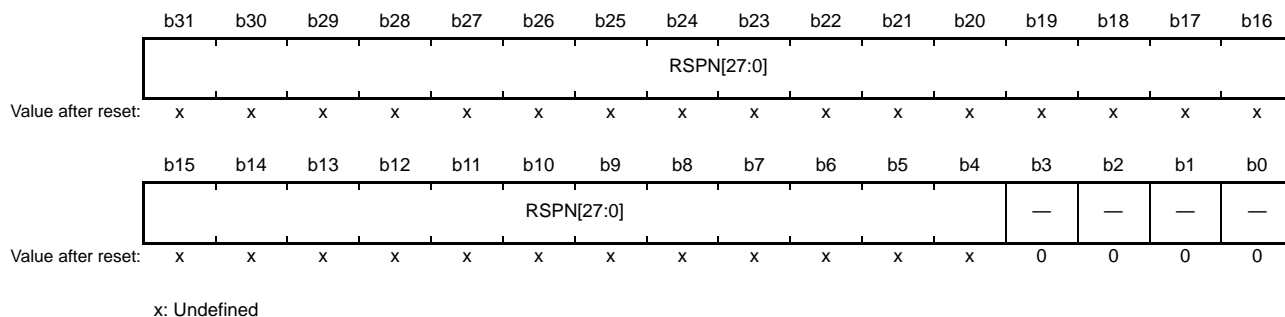 b31 b30 b29 b28 b27 b26 b25 b24 b23 b22 b21 b20 b19 b18 b17 b16
RSPN[27:0]
Value after reset: x x x x x x x x x x x x x x x x
b15 b14 b13 b12 b11 b10 b9 b8 b7 b6 b5 b4 b3 b2 b1 b0
RSPN[27:0] — — — —
Value after reset: x x x x x x x x x x x x 0 0 0 0
x: Undefined